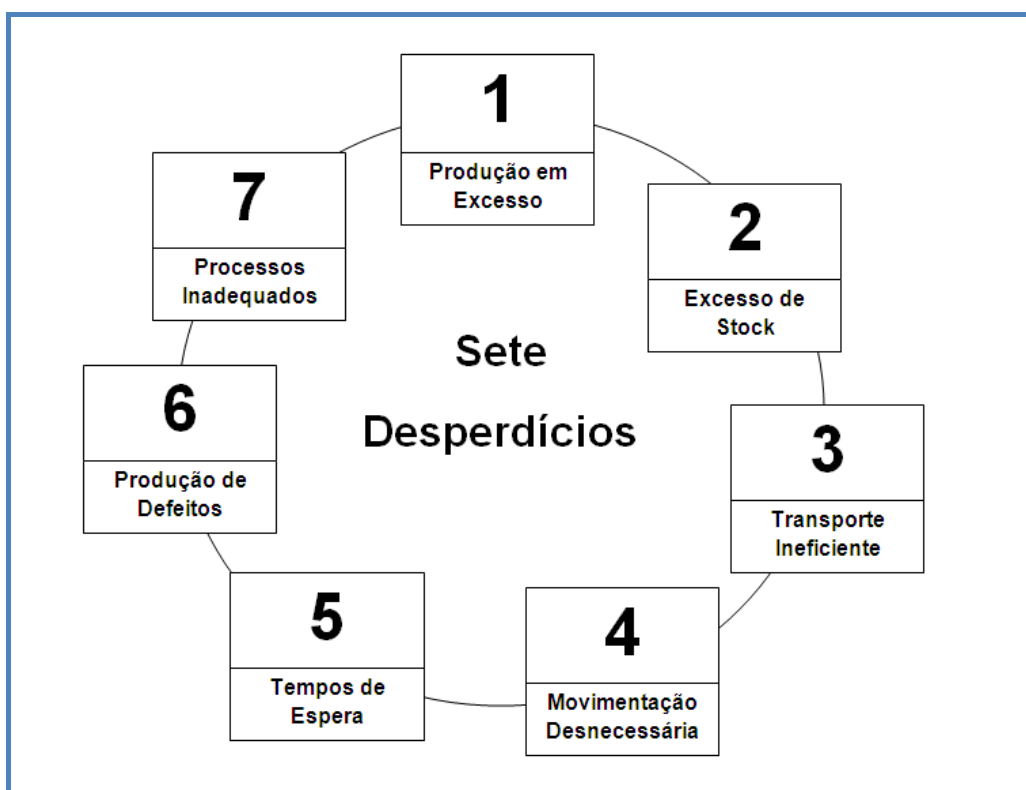 1
Produção em
Excesso
2
Excesso de
Stock
3
Transporte
Ineficiente
4
Movimentação
Desnecessária
5
Tempos de
Espera
6
Produção de
Defeitos
7
Processos
Inadequados
Sete
Desperdícios